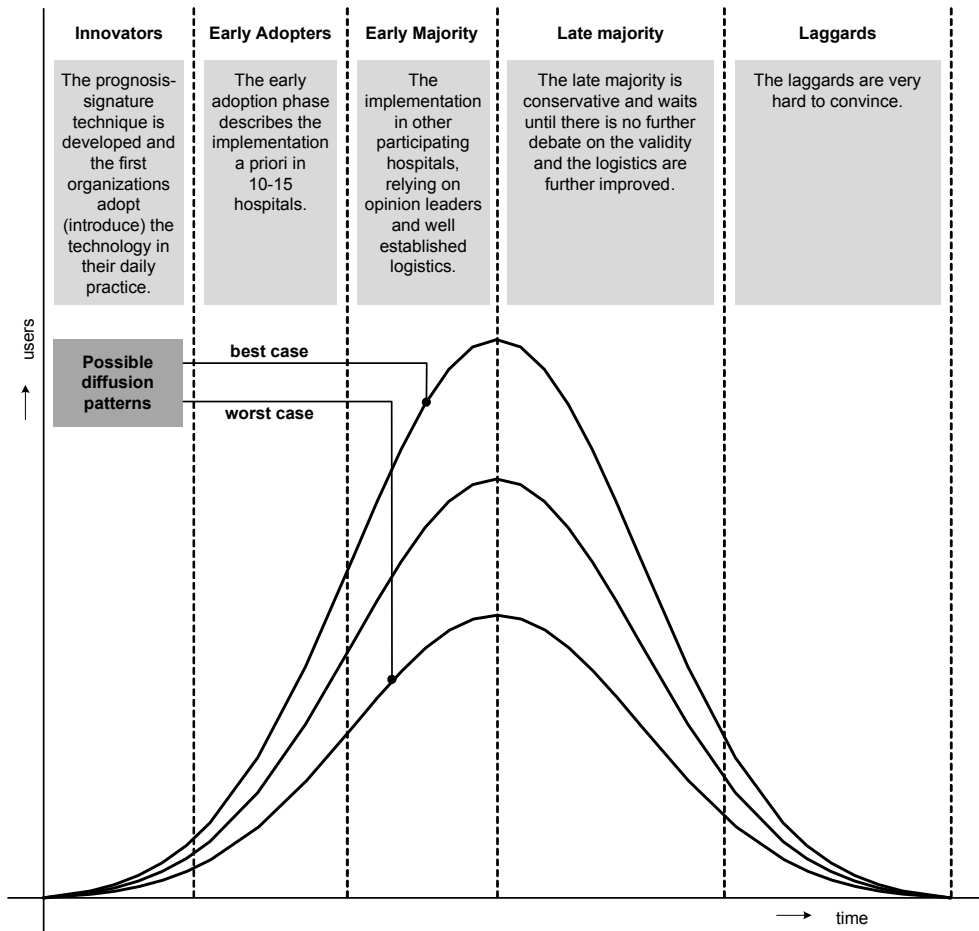 Innovators
The prognosis-
signature
technique is
developed and
the first
organizations
adopt
(introduce) the
technology in
their daily
practice.
Early Adopters
The early
adoption phase
describes the
implementation
a priori in
10-15
hospitals.
Early Majority
The
implementation
in other
participating
hospitals,
relying on
opinion leaders
and well
established
logistics.
Late majority
The late majority is
conservative and waits
until there is no further
debate on the validity
and the logistics are
further improved.
Laggards
The laggards are very
hard to convince.
users
Possible
diffusion
patterns
best case
worst case
time